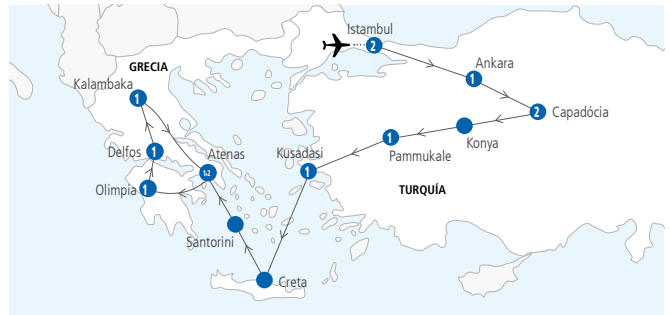 Istambul
2
GRECIA
Ankara
1
Kalambaka
1
2
Capadócia
Konya
Delfos
1
Atenas
1-2
Kusadasi
1
1
Pammukale
Olimpia
1
TURQUÍA
Santorini
Creta